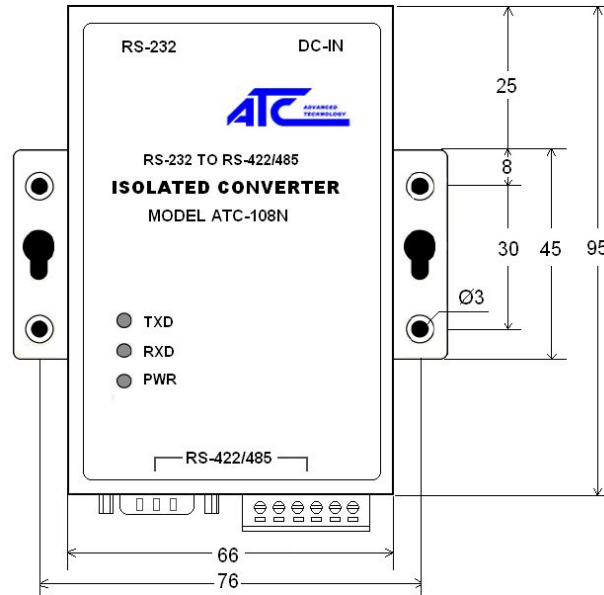 RS-232 DC-IN
ATC ADVANCED
TECHNOLOGY
RS-232 TO RS-422/485
ISOLATED CONVERTER
MODEL ATC-108N
TXD
RXD
PWR
RS-422/485
25
8
30
45
95
Ø3
66
76